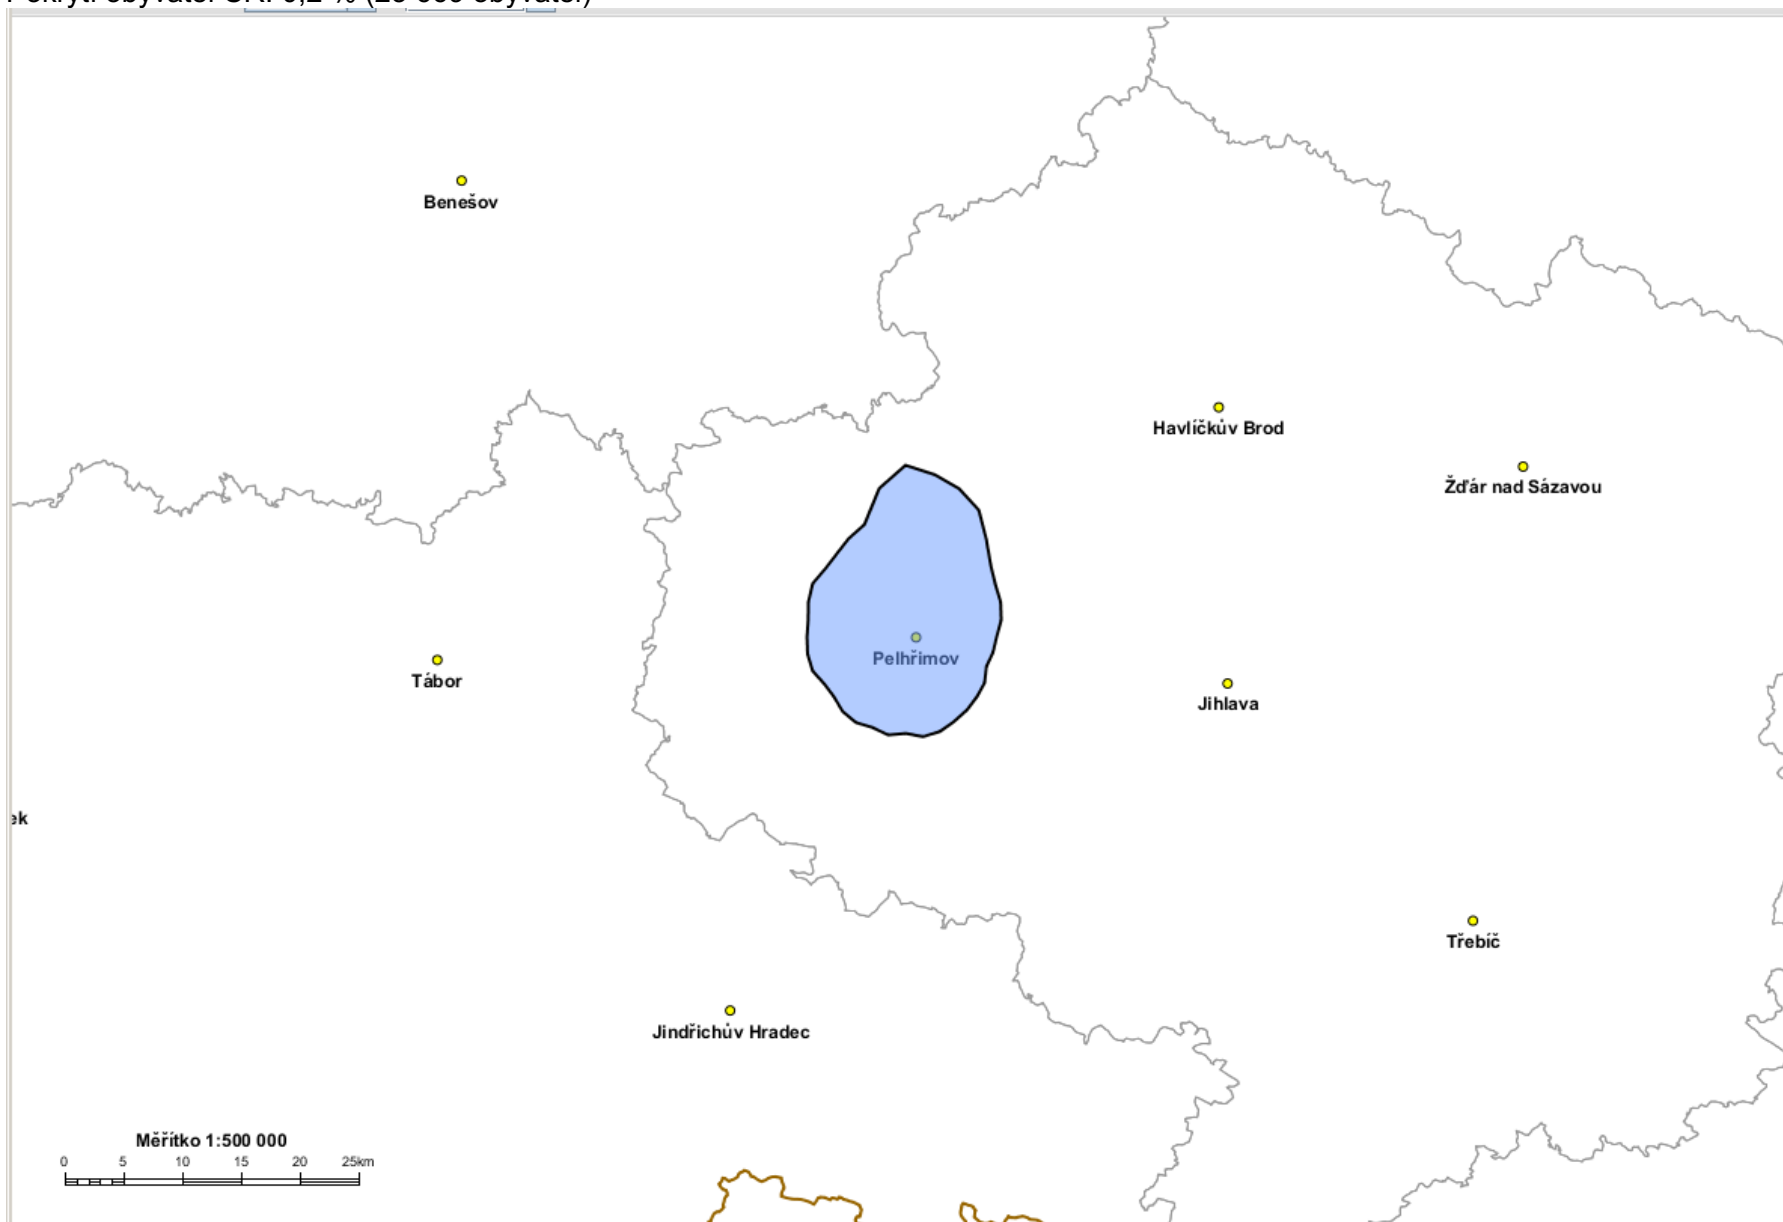 Benešov
Havlíčkův Brod
Žďár nad Sázavou
Pelhřimov
Tábor
Jihlava
ek
Třebíč
Jindřichův Hradec
Měřítko 1:500 000
0 5 10 15 20 25km